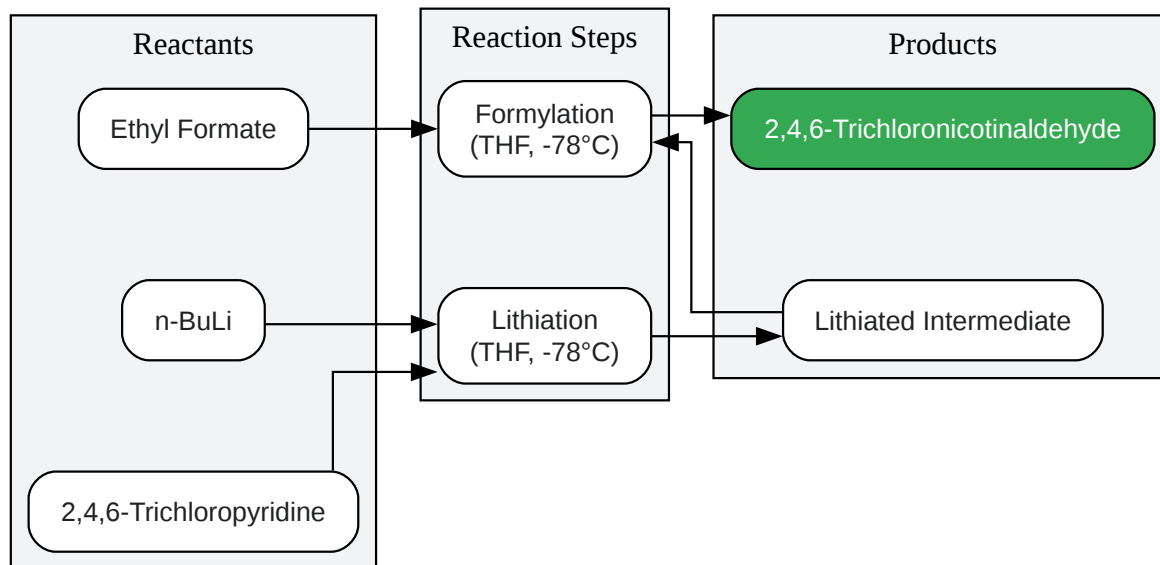 Reactants
Reaction Steps
Products
Ethyl Formate
Formylation
(THF, -78°C)
2,4,6-Trichloronicotinaldehyde
n-BuLi
Lithiation
(THF, -78°C)
Lithiated Intermediate
2,4,6-Trichloropyridine